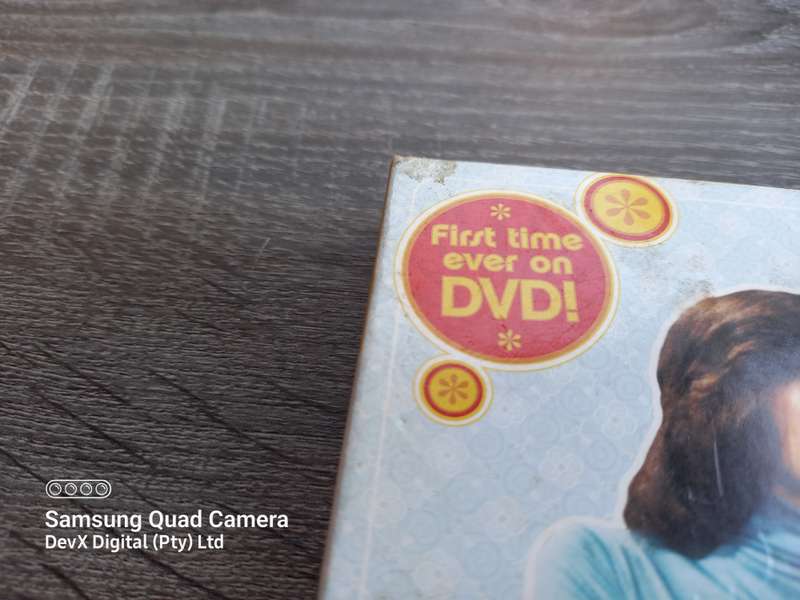 First time
ever on
DVD!
Samsung Quad Camera
DevX Digital (Pty) Ltd